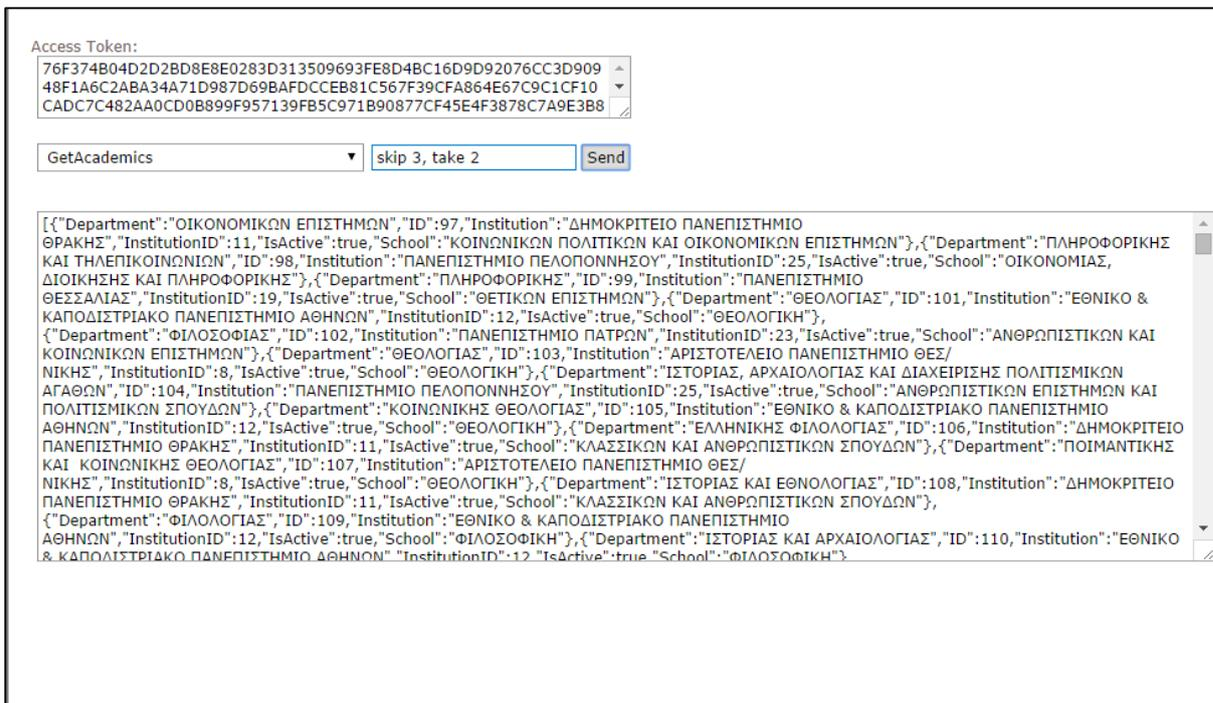 Access Token:
76F374B04D2D2BD8E8E0283D313509693FE8D4BC16D9D92076CC3D909
48F1A6C2ABA34A71D987D69BAFDCCEB81C567F39CFA864E67C9C1CF10
CADC7C482AA0CD0B899F957139FB5C971B90877CF45E4F3878C7A9E3B8
GetAcademics skip 3, take 2 Send
[{"Department":"ΟΙΚΟΝΟΜΙΚΩΝ ΕΠΙΣΤΗΜΩΝ","ID":97,"Institution":"ΔΗΜΟΚΡΙΤΕΙΟ ΠΑΝΕΠΙΣΤΗΜΙΟ
ΘΡΑΚΗΣ","InstitutionID":11,"IsActive":true,"School":"ΚΟΙΝΩΝΙΚΩΝ ΠΟΛΙΤΙΚΩΝ ΚΑΙ ΟΙΚΟΝΟΜΙΚΩΝ ΕΠΙΣΤΗΜΩΝ"},{"Department":"ΠΛΗΡΟΦΟΡΙΚΗΣ
ΚΑΙ ΤΗΛΕΠΙΚΟΙΝΩΝΙΩΝ","ID":98,"Institution":"ΠΑΝΕΠΙΣΤΗΜΙΟ ΠΕΛΟΠΟΝΝΗΣΟΥ","InstitutionID":25,"IsActive":true,"School":"ΟΙΚΟΝΟΜΙΑΣ,
ΔΙΟΙΚΗΣΗΣ ΚΑΙ ΠΛΗΡΟΦΟΡΙΚΗΣ"},{"Department":"ΠΛΗΡΟΦΟΡΙΚΗΣ","ID":99,"Institution":"ΠΑΝΕΠΙΣΤΗΜΙΟ
ΘΕΣΣΑΛΙΑΣ","InstitutionID":19,"IsActive":true,"School":"ΘΕΤΙΚΩΝ ΕΠΙΣΤΗΜΩΝ"},{"Department":"ΘΕΟΛΟΓΙΑΣ","ID":101,"Institution":"ΕΘΝΙΚΟ &
ΚΑΠΟΔΙΣΤΡΙΑΚΟ ΠΑΝΕΠΙΣΤΗΜΙΟ ΑΘΗΝΩΝ","InstitutionID":12,"IsActive":true,"School":"ΘΕΟΛΟΓΙΚΗ"},
{"Department":"ΦΙΛΟΣΟΦΙΑΣ","ID":102,"Institution":"ΠΑΝΕΠΙΣΤΗΜΙΟ ΠΑΤΡΩΝ","InstitutionID":23,"IsActive":true,"School":"ΑΝΘΡΩΠΙΣΤΙΚΩΝ ΚΑΙ
ΚΟΙΝΩΝΙΚΩΝ ΕΠΙΣΤΗΜΩΝ"},{"Department":"ΘΕΟΛΟΓΙΑΣ","ID":103,"Institution":"ΑΡΙΣΤΟΤΕΛΕΙΟ ΠΑΝΕΠΙΣΤΗΜΙΟ ΘΕΣ/
ΝΙΚΗΣ","InstitutionID":8,"IsActive":true,"School":"ΘΕΟΛΟΓΙΚΗ"},{"Department":"ΙΣΤΟΡΙΑΣ, ΑΡΧΑΙΟΛΟΓΙΑΣ ΚΑΙ ΔΙΑΧΕΙΡΙΣΗΣ ΠΟΛΙΤΙΣΜΙΚΩΝ
ΑΓΑΘΩΝ","ID":104,"Institution":"ΠΑΝΕΠΙΣΤΗΜΙΟ ΠΕΛΟΠΟΝΝΗΣΟΥ","InstitutionID":25,"IsActive":true,"School":"ΑΝΘΡΩΠΙΣΤΙΚΩΝ ΕΠΙΣΤΗΜΩΝ ΚΑΙ
ΠΟΛΙΤΙΣΜΙΚΩΝ ΣΠΟΥΔΩΝ"},{"Department":"ΚΟΙΝΩΝΙΚΗΣ ΘΕΟΛΟΓΙΑΣ","ID":105,"Institution":"ΕΘΝΙΚΟ & ΚΑΠΟΔΙΣΤΡΙΑΚΟ ΠΑΝΕΠΙΣΤΗΜΙΟ
ΑΘΗΝΩΝ","InstitutionID":12,"IsActive":true,"School":"ΘΕΟΛΟΓΙΚΗ"},{"Department":"ΕΛΛΗΝΙΚΗΣ ΦΙΛΟΛΟΓΙΑΣ","ID":106,"Institution":"ΔΗΜΟΚΡΙΤΕΙΟ
ΠΑΝΕΠΙΣΤΗΜΙΟ ΘΡΑΚΗΣ","InstitutionID":11,"IsActive":true,"School":"ΚΛΑΣΣΙΚΩΝ ΚΑΙ ΑΝΘΡΩΠΙΣΤΙΚΩΝ ΣΠΟΥΔΩΝ"},{"Department":"ΠΟΙΜΑΝΤΙΚΗΣ
ΚΑΙ  ΚΟΙΝΩΝΙΚΗΣ ΘΕΟΛΟΓΙΑΣ","ID":107,"Institution":"ΑΡΙΣΤΟΤΕΛΕΙΟ ΠΑΝΕΠΙΣΤΗΜΙΟ ΘΕΣ/
ΝΙΚΗΣ","InstitutionID":8,"IsActive":true,"School":"ΘΕΟΛΟΓΙΚΗ"},{"Department":"ΙΣΤΟΡΙΑΣ ΚΑΙ ΕΘΝΟΛΟΓΙΑΣ","ID":108,"Institution":"ΔΗΜΟΚΡΙΤΕΙΟ
ΠΑΝΕΠΙΣΤΗΜΙΟ ΘΡΑΚΗΣ","InstitutionID":11,"IsActive":true,"School":"ΚΛΑΣΣΙΚΩΝ ΚΑΙ ΑΝΘΡΩΠΙΣΤΙΚΩΝ ΣΠΟΥΔΩΝ"},
{"Department":"ΦΙΛΟΛΟΓΙΑΣ","ID":109,"Institution":"ΕΘΝΙΚΟ & ΚΑΠΟΔΙΣΤΡΙΑΚΟ ΠΑΝΕΠΙΣΤΗΜΙΟ
ΑΘΗΝΩΝ","InstitutionID":12,"IsActive":true,"School":"ΦΙΛΟΣΟΦΙΚΗ"},{"Department":"ΙΣΤΟΡΙΑΣ ΚΑΙ ΑΡΧΑΙΟΛΟΓΙΑΣ","ID":110,"Institution":"ΕΘΝΙΚΟ
& ΚΑΠΟΔΙΣΤΡΙΑΚΟ ΠΑΝΕΠΙΣΤΗΜΙΟ ΑΘΗΝΩΝ","InstitutionID":12,"IsActive":true,"School":"ΦΙΛΟΣΟΦΙΚΗ"},